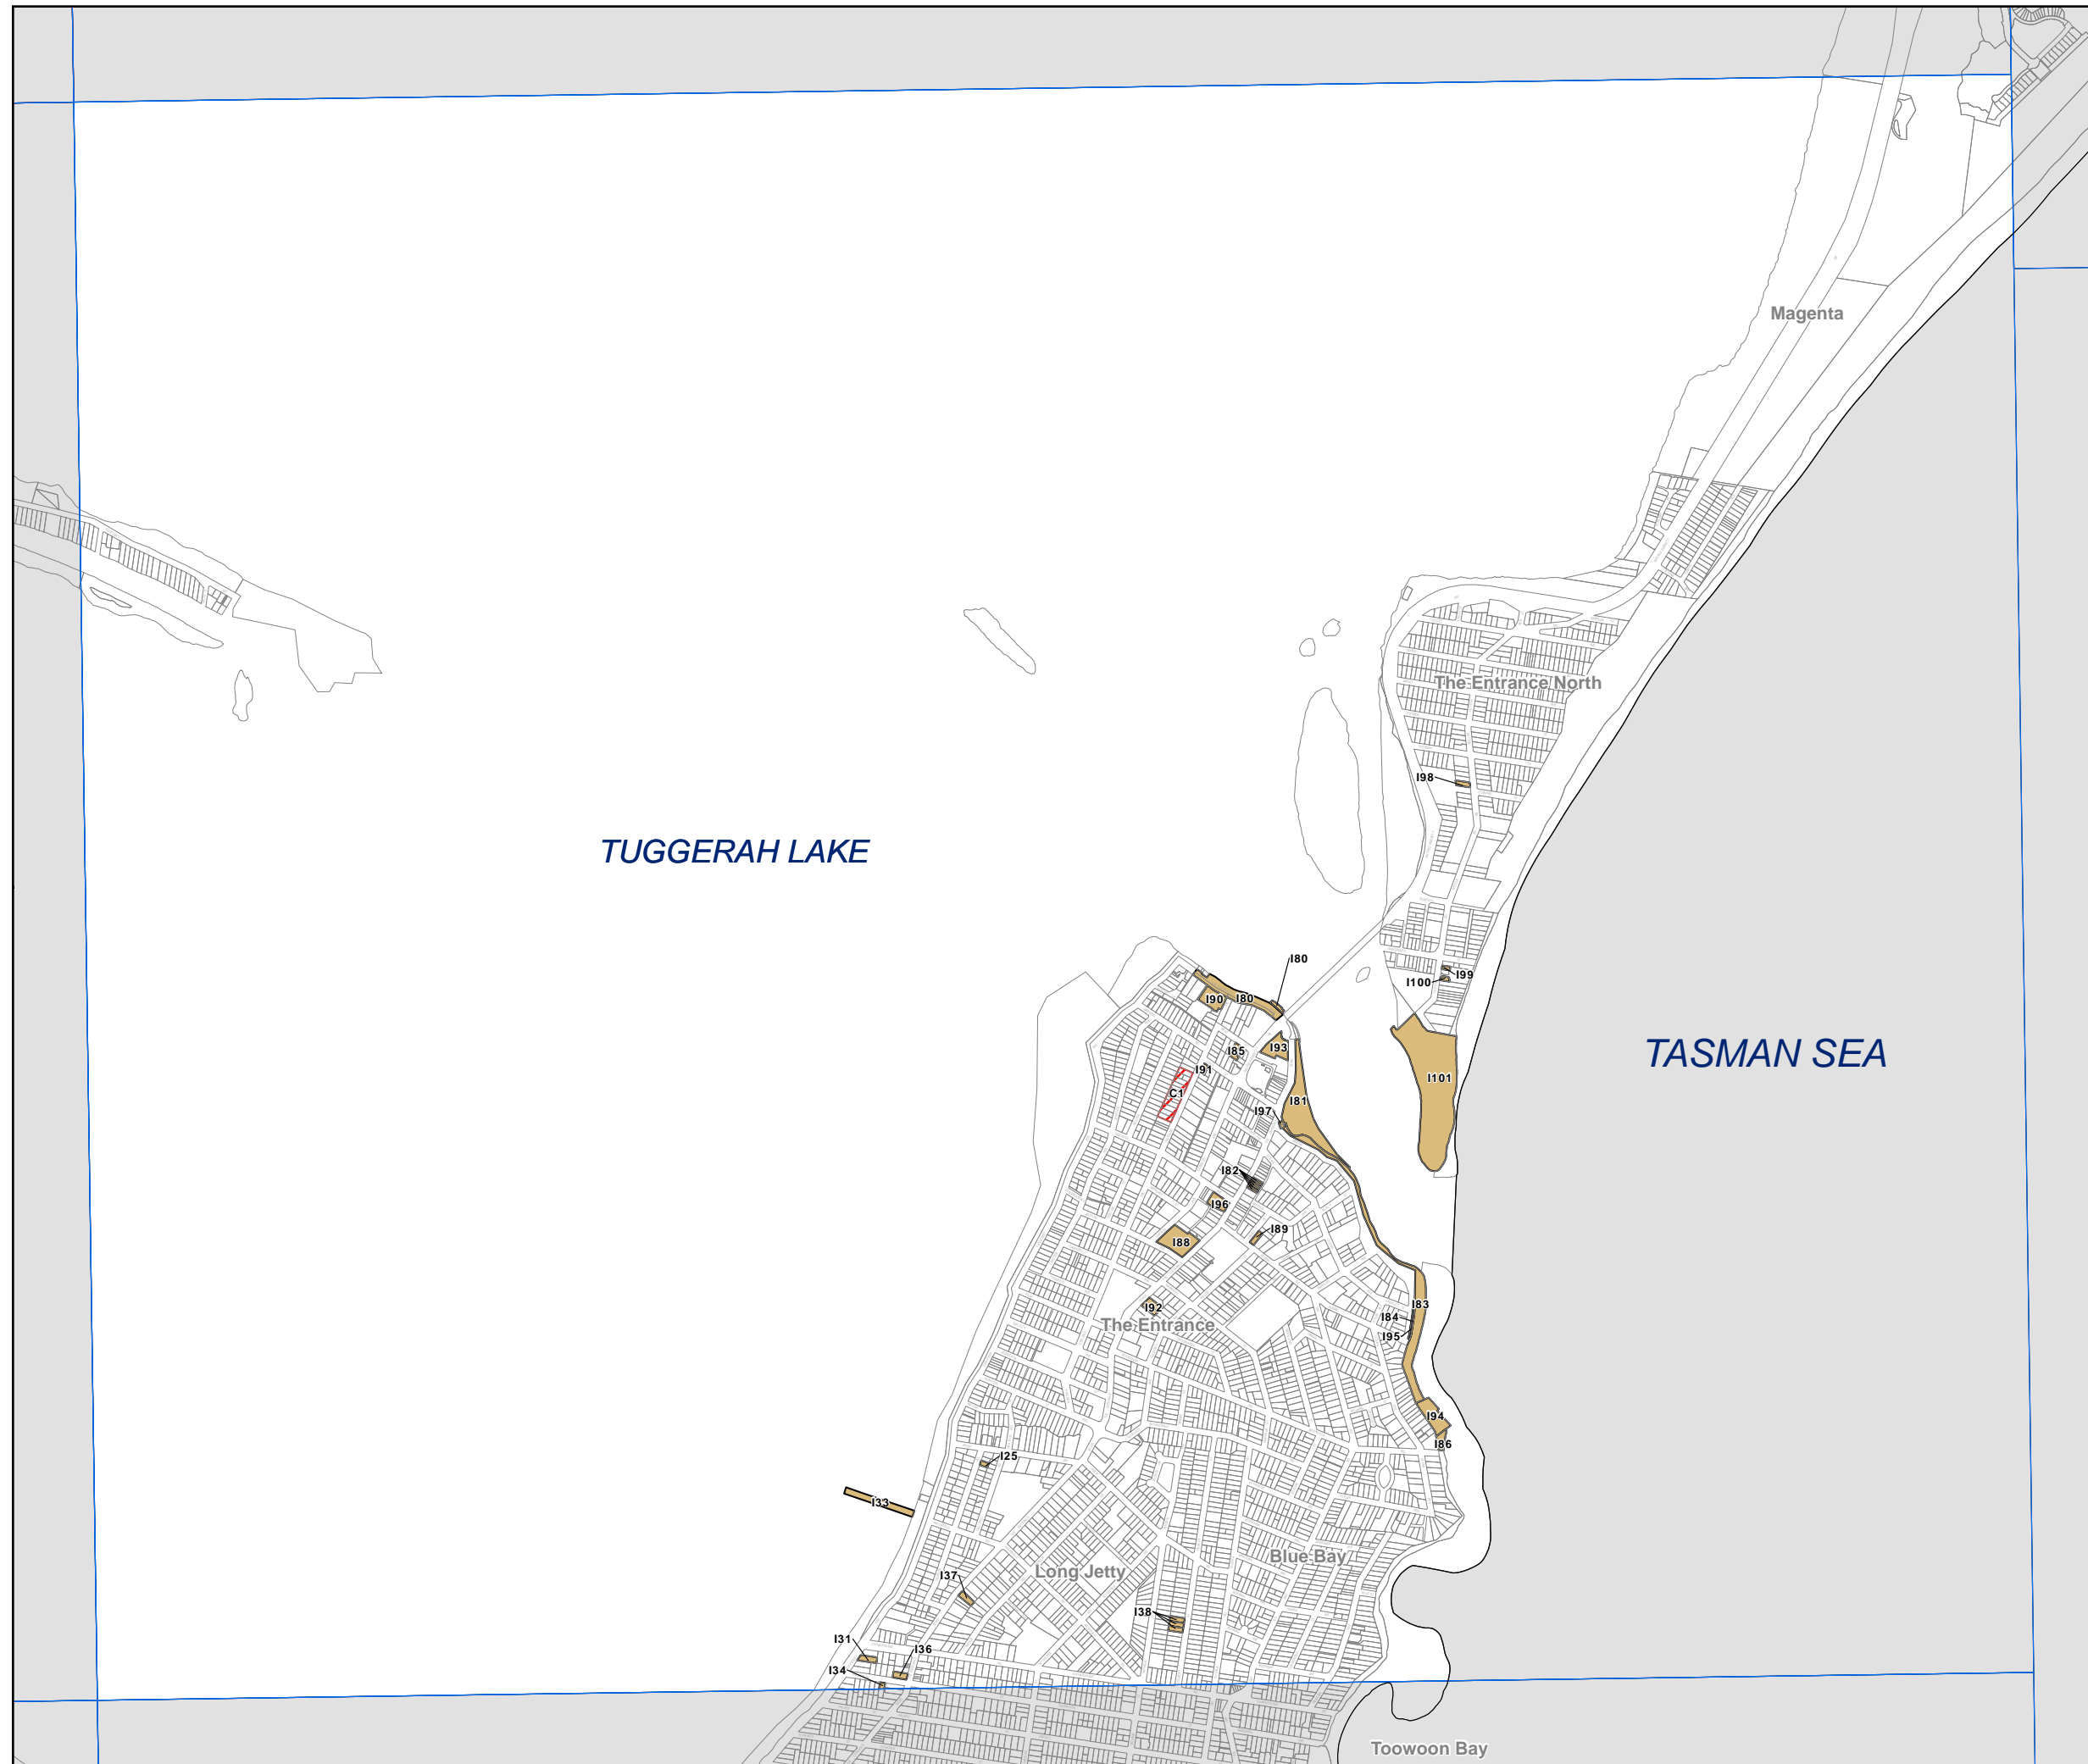 Magenta
The Entrance North
I98
TUGGERAH LAKE
I80
I99
I100
I90
I80
I93
I85
TASMAN SEA
I91
I101
C1
I81
I97
I82
I96
I89
I88
I83
I92
I84
The Entrance
I95
I94
I86
I25
I33
Blue Bay
Long Jetty
I37
I38
I31
I36
I34
Toowoon Bay